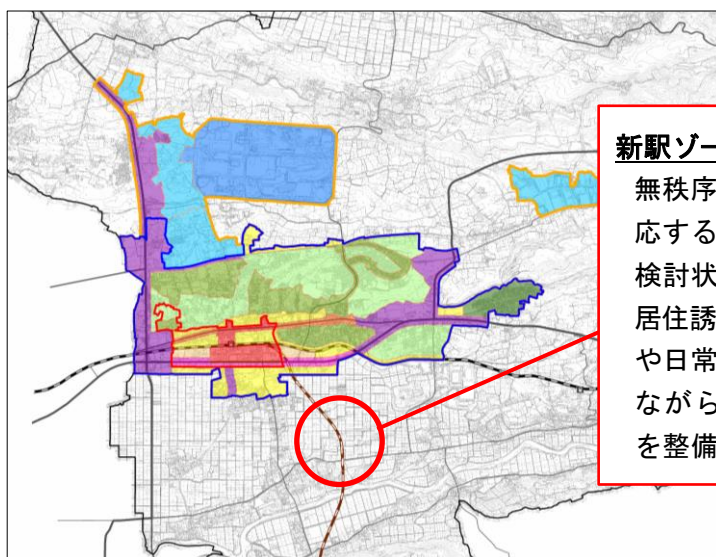 新駅ゾー
無秩序
応する
検討状
居住誘
や日常
ながら
を整備